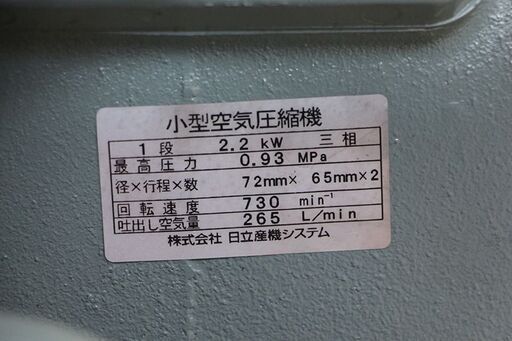 小型空気圧縮機
1段 2.2 kW 三相
最高圧力 0.93 MPa
径×行程×数 72mm× 65mm×2
回転速度 730 min⁻¹
吐出し空気量 265 L/min
株式会社 日立産機システム